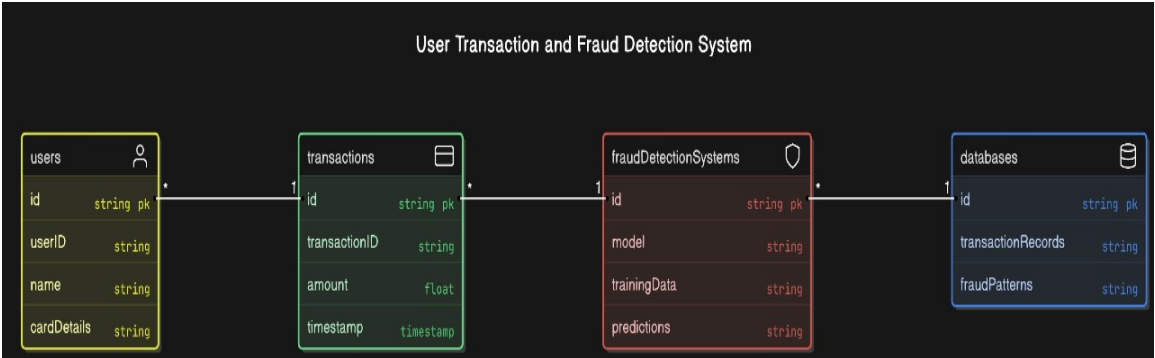 User Transaction and Fraud Detection System
users
id string pk
userID string
name string
cardDetails string
* 1
transactions
id string pk
transactionID string
amount float
timestamp timestamp
* 1
fraudDetectionSystems
id string pk
model string
trainingData string
predictions string
* 1
databases
id string pk
transactionRecords string
fraudPatterns string